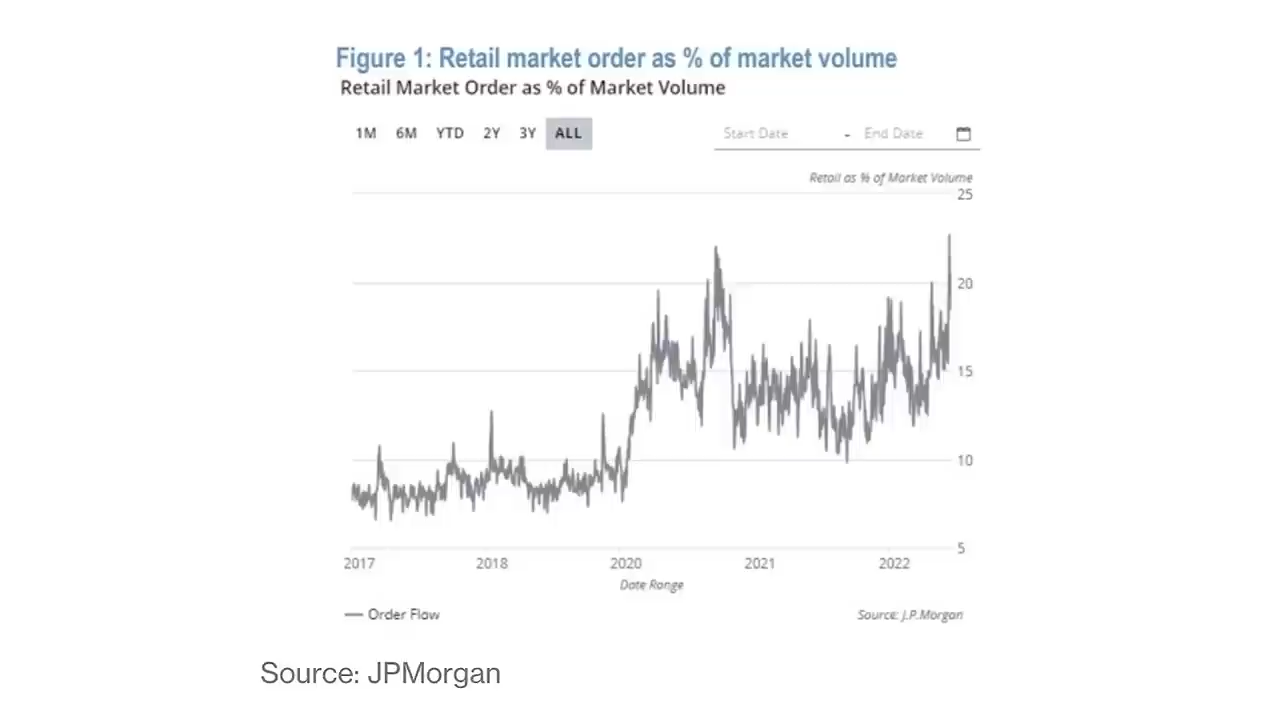 Figure 1: Retail market order as % of market volume
Retail Market Order as % of Market Volume
1M 6M YTD 2Y 3Y ALL Start Date - End Date
Retail as % of Market Volume
25
20
15
10
5
2017 2018 2020 2021 2022
Date Range
Order Flow Source: J.P.Morgan
Source: JPMorgan